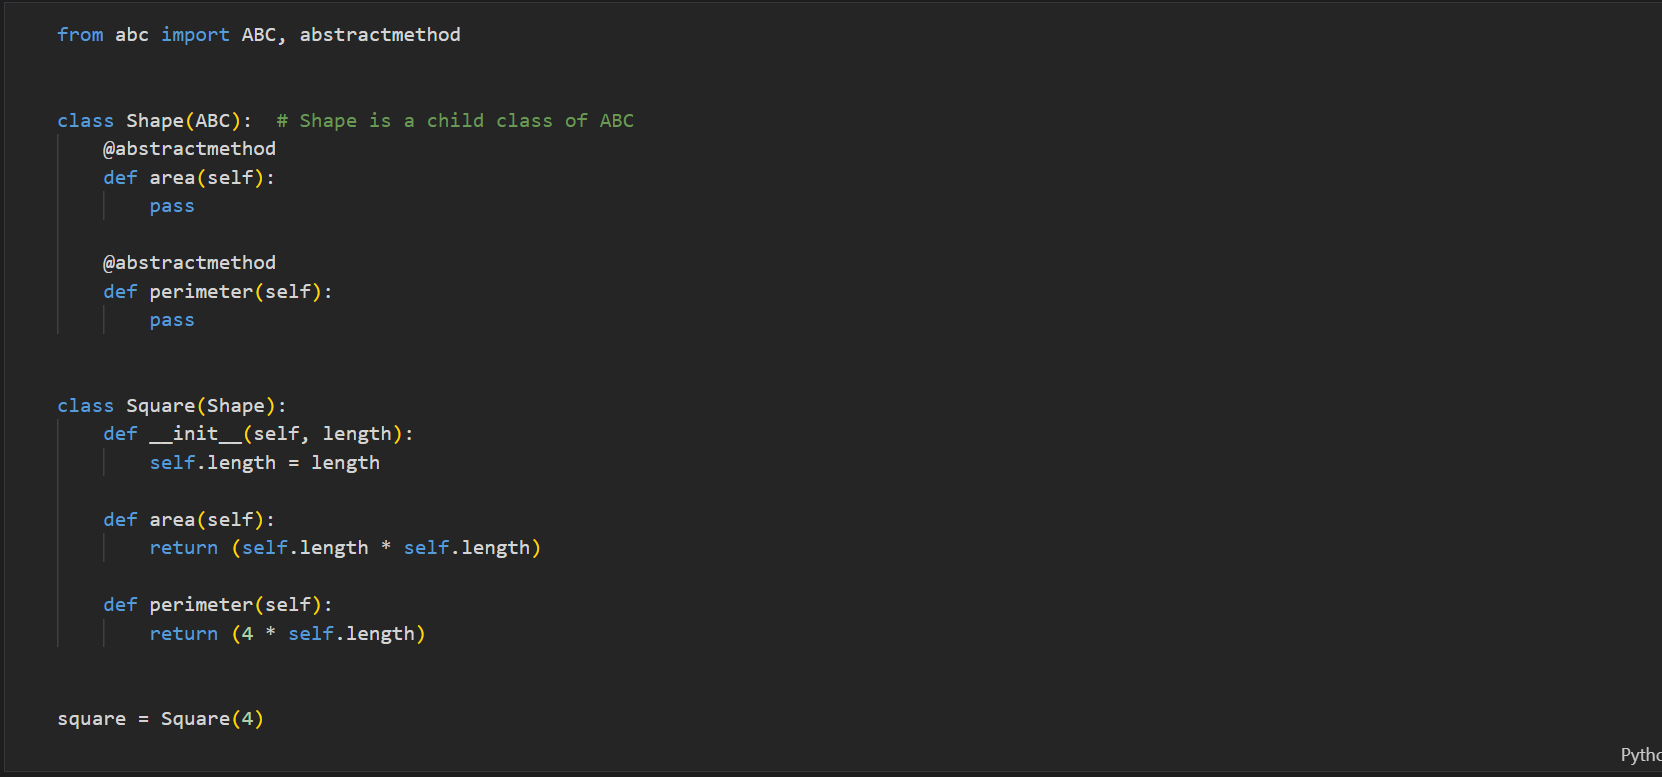 from abc import ABC, abstractmethod
class Shape(ABC):  # Shape is a child class of ABC
    @abstractmethod
    def area(self):
        pass
    @abstractmethod
    def perimeter(self):
        pass
class Square(Shape):
    def __init__(self, length):
        self.length = length
    def area(self):
        return (self.length * self.length)
    def perimeter(self):
        return (4 * self.length)
square = Square(4)